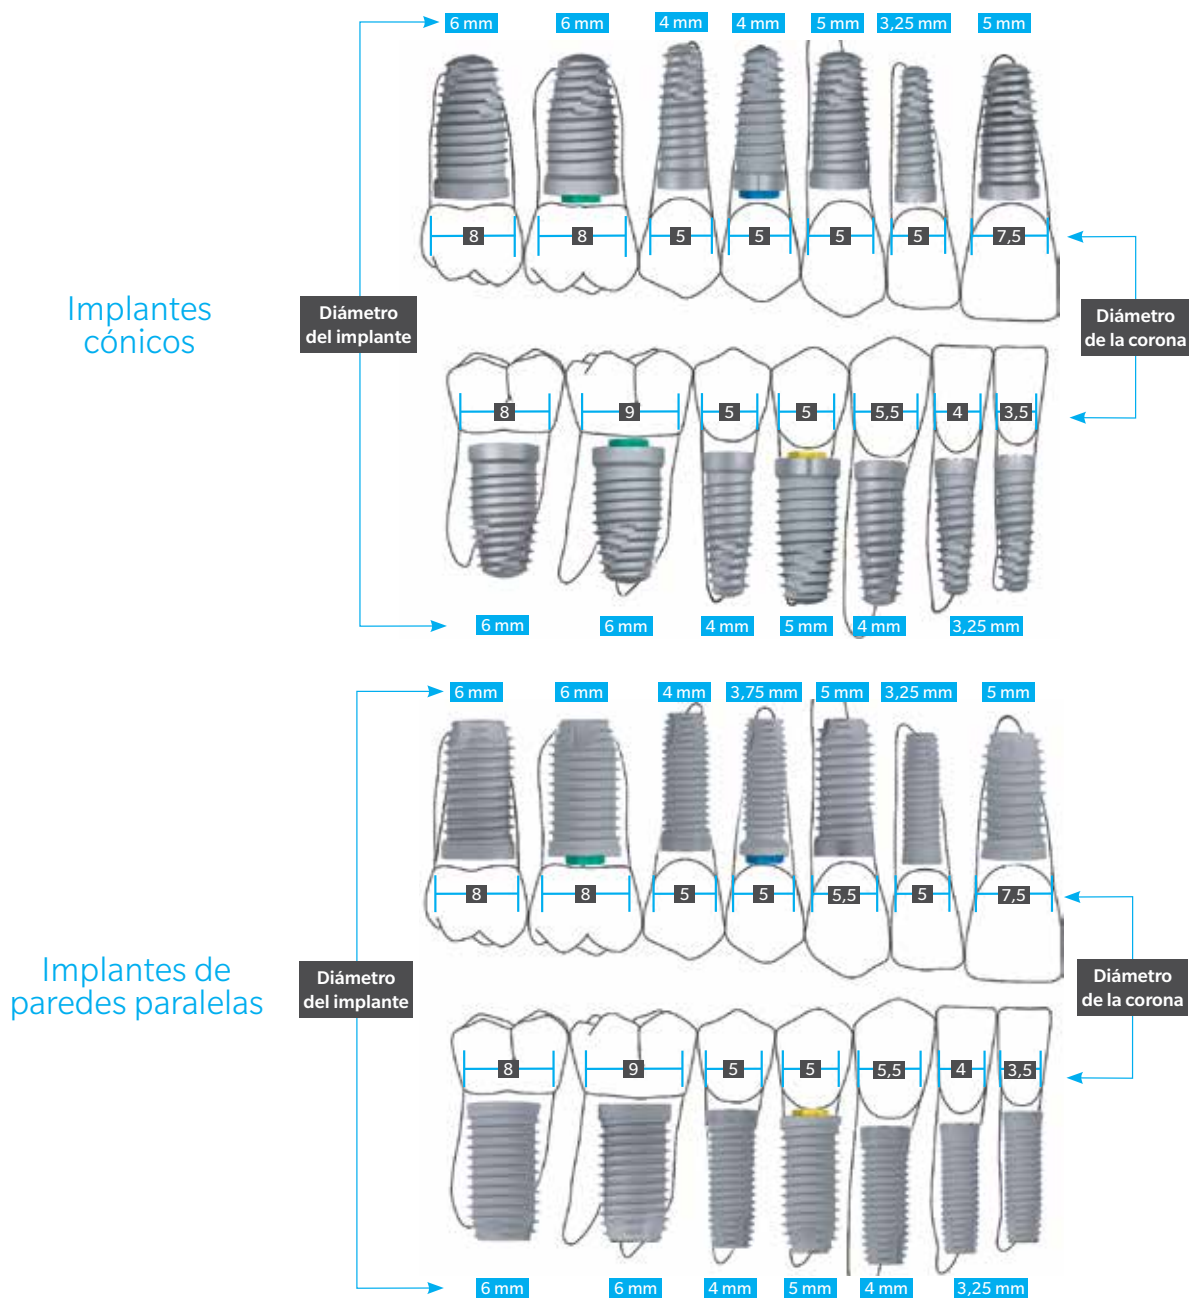 6 mm 6 mm 4 mm 4 mm 5 mm 3,25 mm 5 mm
8 8 5 5 5 5 7,5
Implantes
cónicos
Diámetro
del implante
Diámetro
de la corona
8 9 5 5 5,5 4 3,5
6 mm 6 mm 4 mm 5 mm 4 mm 3,25 mm
6 mm 6 mm 4 mm 3,75 mm 5 mm 3,25 mm 5 mm
8 8 5 5 5,5 5 7,5
Implantes de
paredes paralelas
Diámetro
del implante
Diámetro
de la corona
8 9 5 5 5,5 4 3,5
6 mm 6 mm 4 mm 5 mm 4 mm 3,25 mm